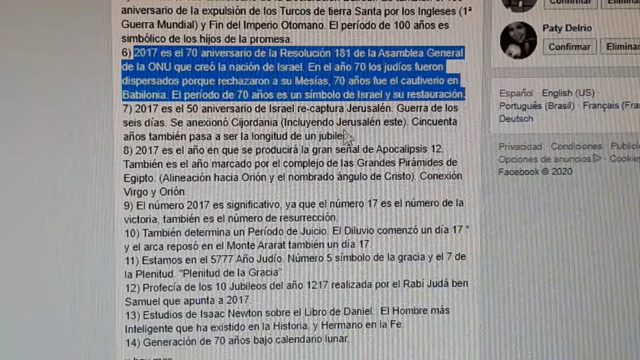 aniversario de la expulsión de los Turcos de tierra Santa por los Ingleses (1ª
Guerra Mundial) y Fin del Imperio Otomano. El período de 100 años es
simbólico de los hijos de la promesa.
6) 2017 es el 70 aniversario de la Resolución 181 de la Asamblea General
de la ONU que creó la nación de Israel. En el año 70 los judíos fueron
dispersados porque rechazaron a su Mesías, 70 años fue el cautiverio en
Babilonia. El período de 70 años es un símbolo de Israel y su restauración.
7) 2017 es el 50 aniversario de Israel re-captura Jerusalén. Guerra de los
seis días. Se anexionó Cijordania (Incluyendo Jerusalén este). Cincuenta
años también pasa a ser la longitud de un jubileo
8) 2017 es el año en que se producirá la gran señal de Apocalipsis 12.
También es el año marcado por el complejo de las Grandes Pirámides de
Egipto. (Alineación hacia Orión y el nombrado ángulo de Cristo). Conexión
Virgo y Orión
9) El número 2017 es significativo, ya que el número 17 es el número de la
victoria, también es el número de resurrección.
10) También determina un Período de Juicio. El Diluvio comenzó un día 17 "
y el arca reposó en el Monte Ararat también un día 17
11) Estamos en el 5777 Año Judío. Número 5 símbolo de la gracia y el 7 de
la Plenitud. "Plenitud de la Gracia"
12) Profecía de los 10 Jubileos del año 1217 realizada por el Rabí Judá ben
Samuel que apunta a 2017.
13) Estudios de Isaac Newton sobre el Libro de Daniel. El Hombre más
Inteligente que ha existido en la Historia, y Hermano en la Fe.
14) Generación de 70 años bajo calendario lunar.
Confirmar
Paty Delrio
Confirmar Eliminar
Español · English (US) ·
Português (Brasil) · Français (Fra
Deutsch
Privacidad · Condiciones · Public
Opciones de anuncios · Cookies
Facebook © 2020